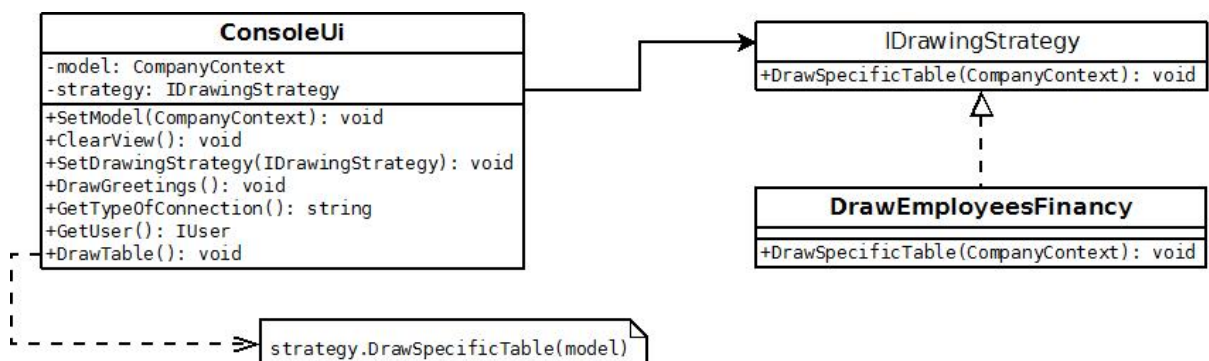 ConsoleUi
-model: CompanyContext
-strategy: IDrawingStrategy
+SetModel(CompanyContext): void
+ClearView(): void
+SetDrawingStrategy(IDrawingStrategy): void
+DrawGreetings(): void
+GetTypeOfConnection(): string
+GetUser(): IUser
+DrawTable(): void
IDrawingStrategy
+DrawSpecificTable(CompanyContext): void
DrawEmployeesFinancy
+DrawSpecificTable(CompanyContext): void
strategy.DrawSpecificTable(model)